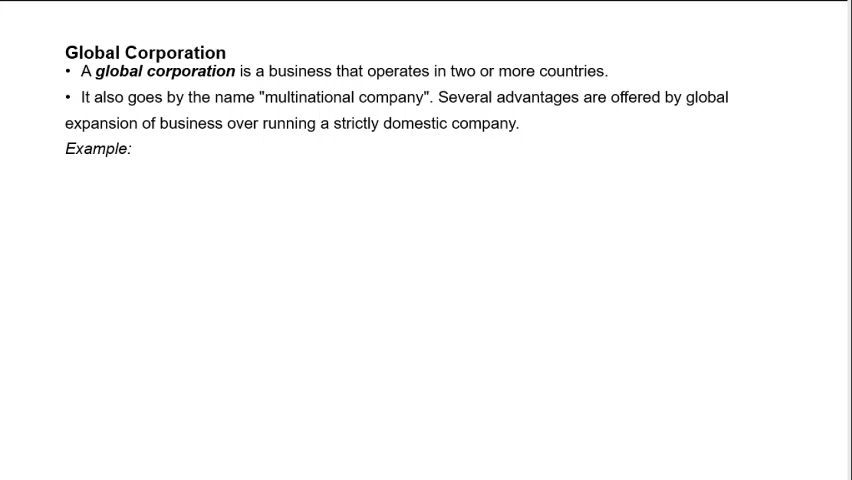 Global Corporation
• A global corporation is a business that operates in two or more countries.
• It also goes by the name "multinational company". Several advantages are offered by global
expansion of business over running a strictly domestic company.
Example: